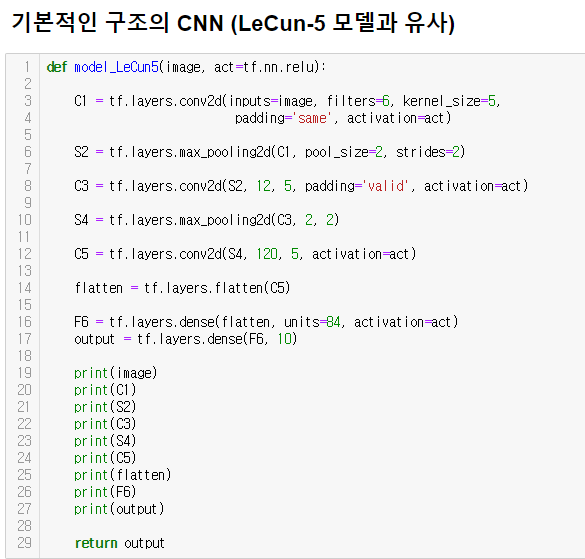 기본적인 구조의 CNN (LeCun-5 모델과 유사)
1 def model_LeCun5(image, act=tf.nn.relu):
2
3     C1 = tf.layers.conv2d(inputs=image, filters=6, kernel_size=5,
4                           padding='same', activation=act)
5
6     S2 = tf.layers.max_pooling2d(C1, pool_size=2, strides=2)
7
8     C3 = tf.layers.conv2d(S2, 12, 5, padding='valid', activation=act)
9
10     S4 = tf.layers.max_pooling2d(C3, 2, 2)
11
12     C5 = tf.layers.conv2d(S4, 120, 5, activation=act)
13
14     flatten = tf.layers.flatten(C5)
15
16     F6 = tf.layers.dense(flatten, units=84, activation=act)
17     output = tf.layers.dense(F6, 10)
18
19     print(image)
20     print(C1)
21     print(S2)
22     print(C3)
23     print(S4)
24     print(C5)
25     print(flatten)
26     print(F6)
27     print(output)
28
29     return output